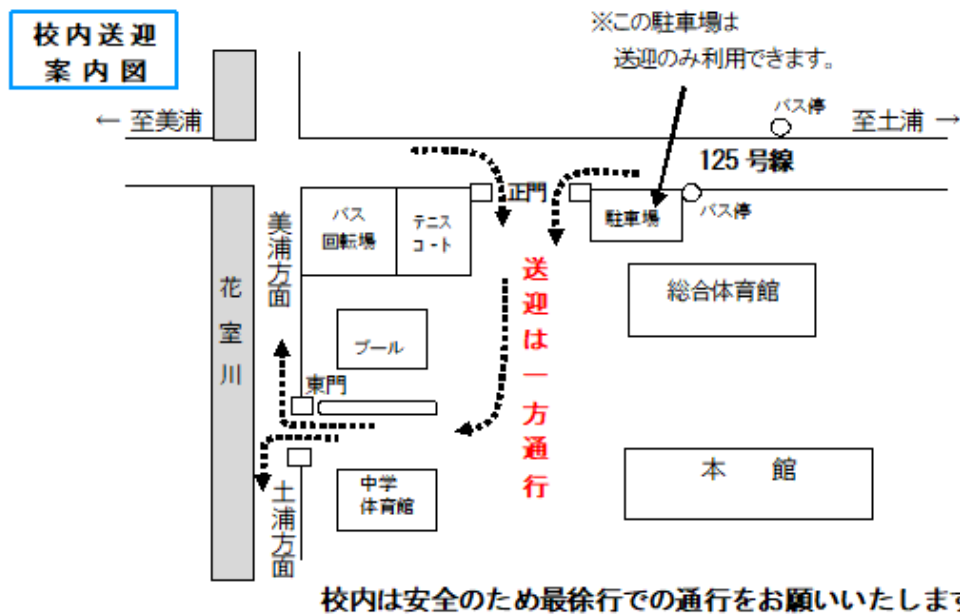 校内送迎
案内図
※この駐車場は
送迎のみ利用できます。
← 至美浦
バス停
至土浦 →
125号線
正門
駐車場
バス停
バス
回転場
テニス
コート
美浦方面
花室川
送迎は一方通行
総合体育館
プール
東門
土浦方面
中学
体育館
本 館
校内は安全のため最徐行での通行をお願いいたします